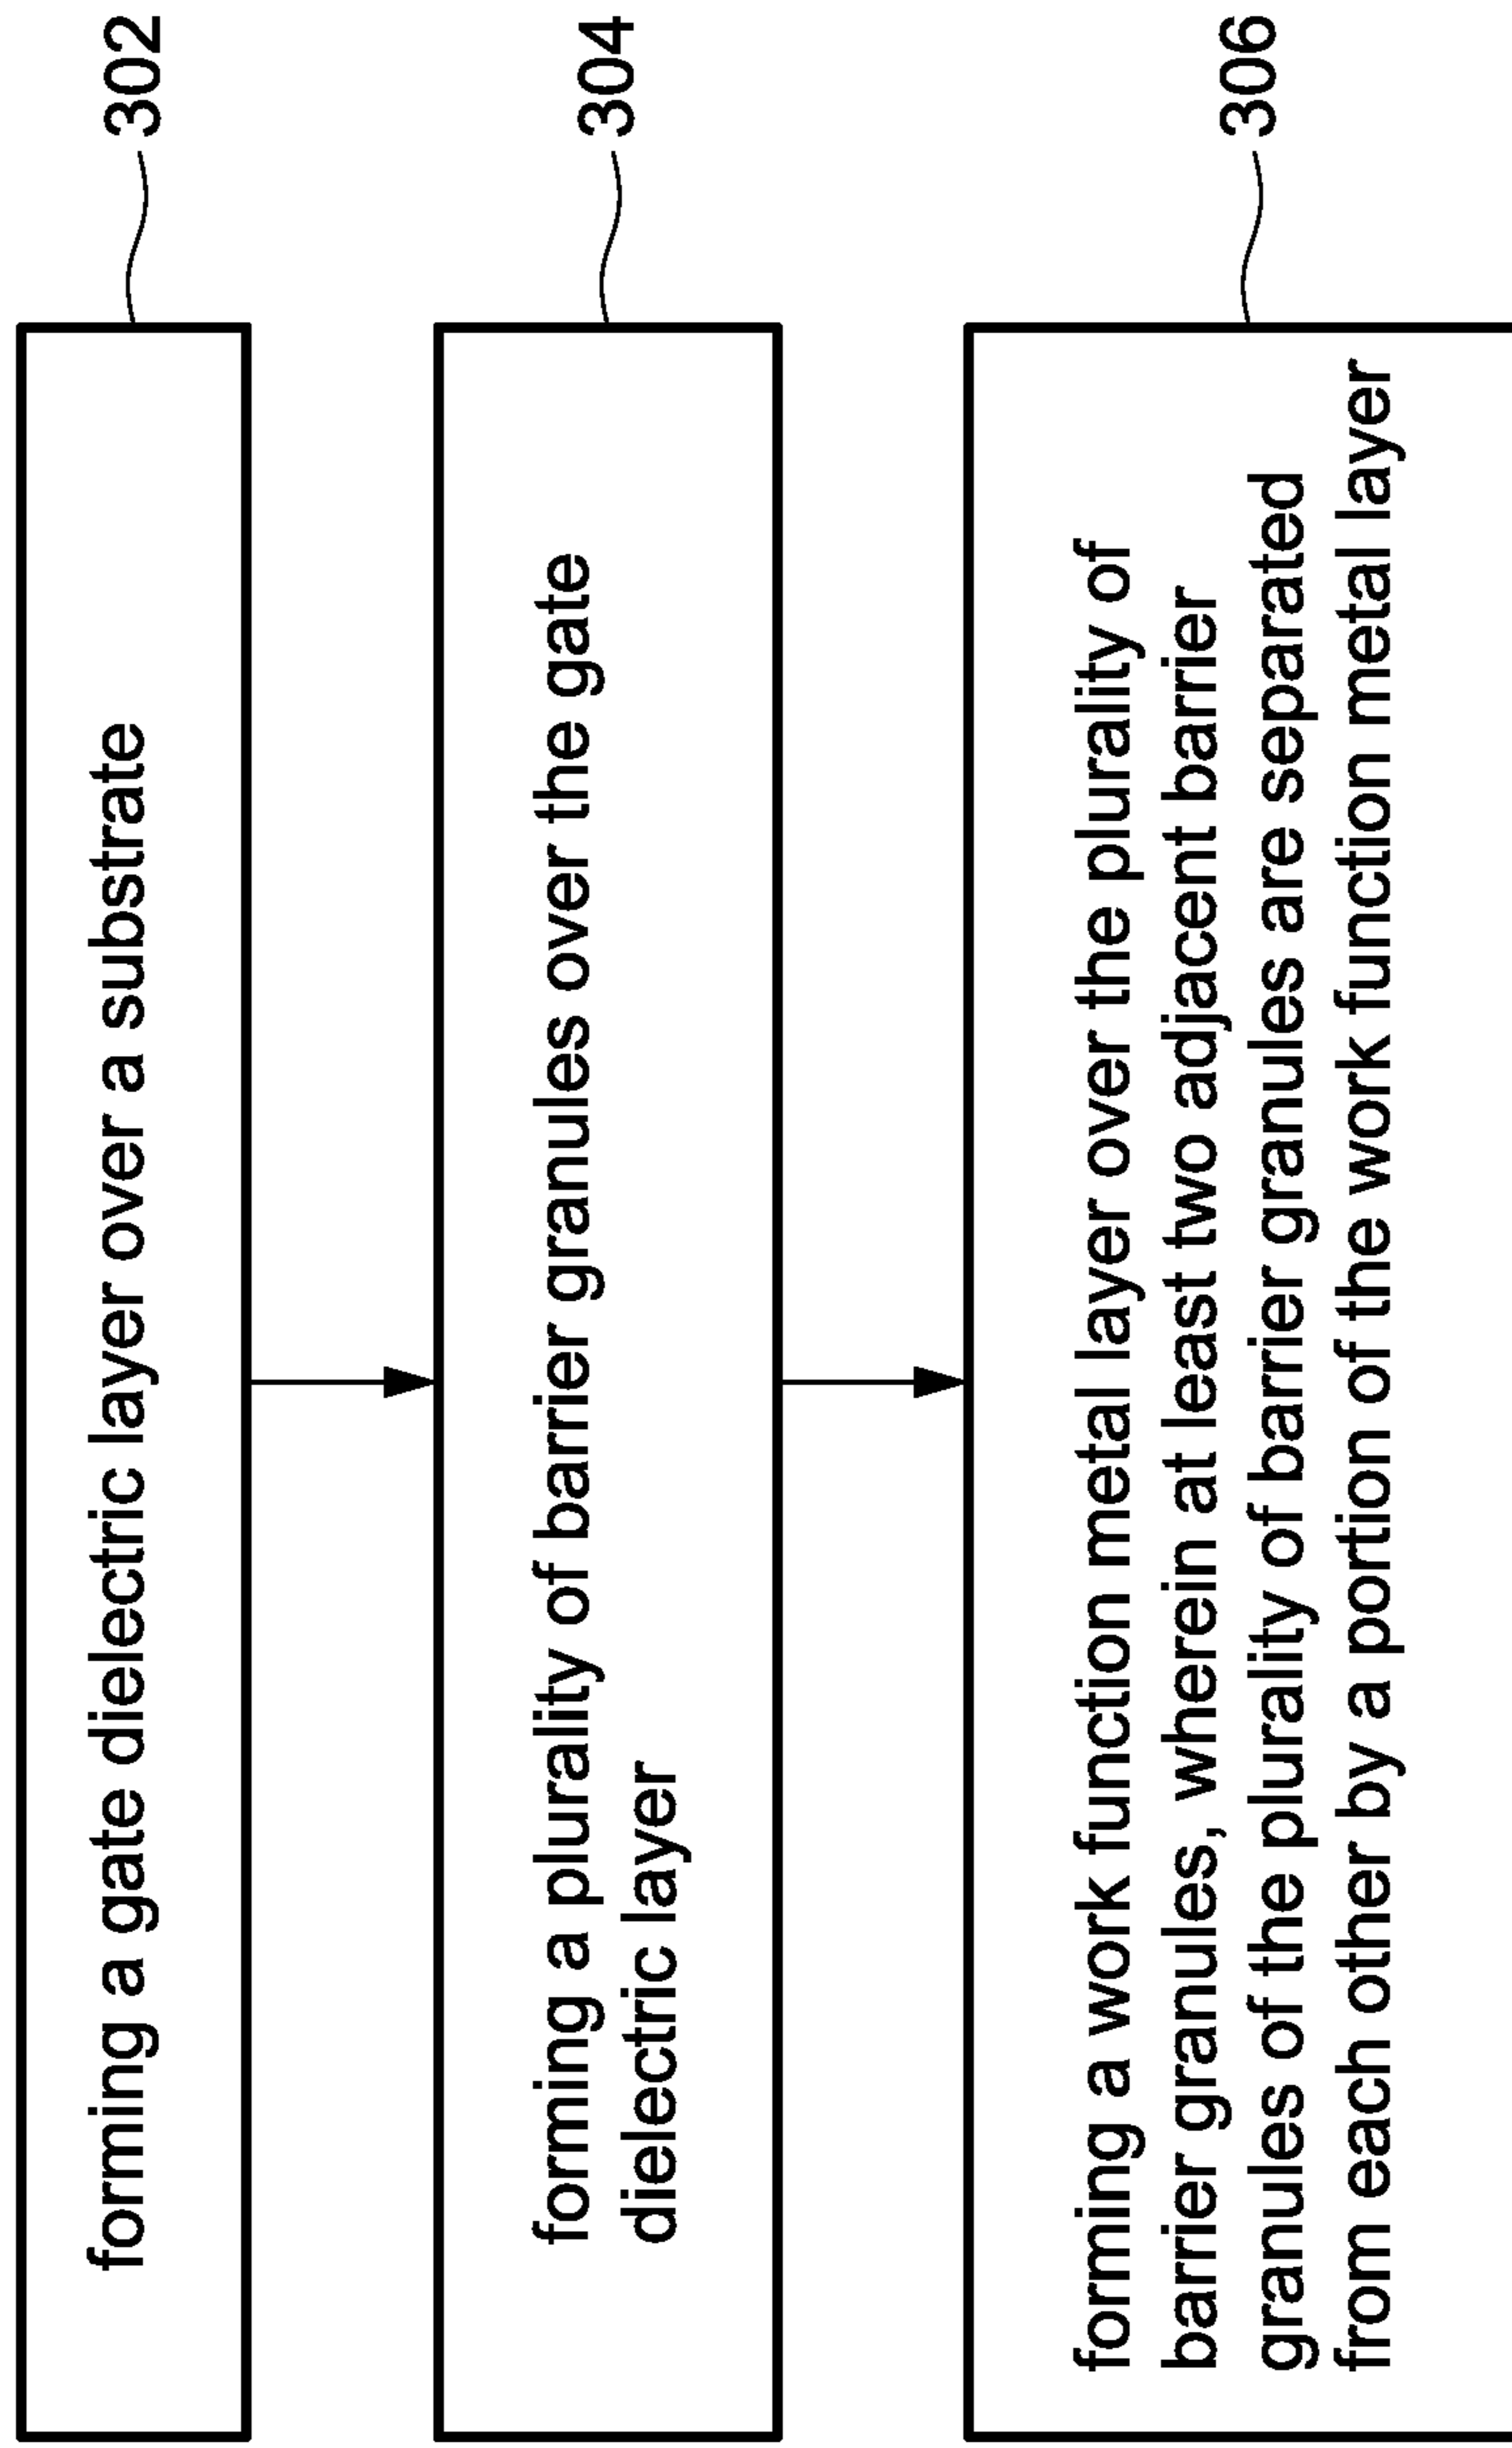 forming a gate dielectric layer over a substrate
302
forming a plurality of barrier granules over the gate
dielectric layer
304
forming a work function metal layer over the plurality of
barrier granules, wherein at least two adjacent barrier
granules of the plurality of barrier granules are separated
from each other by a portion of the work function metal layer
306